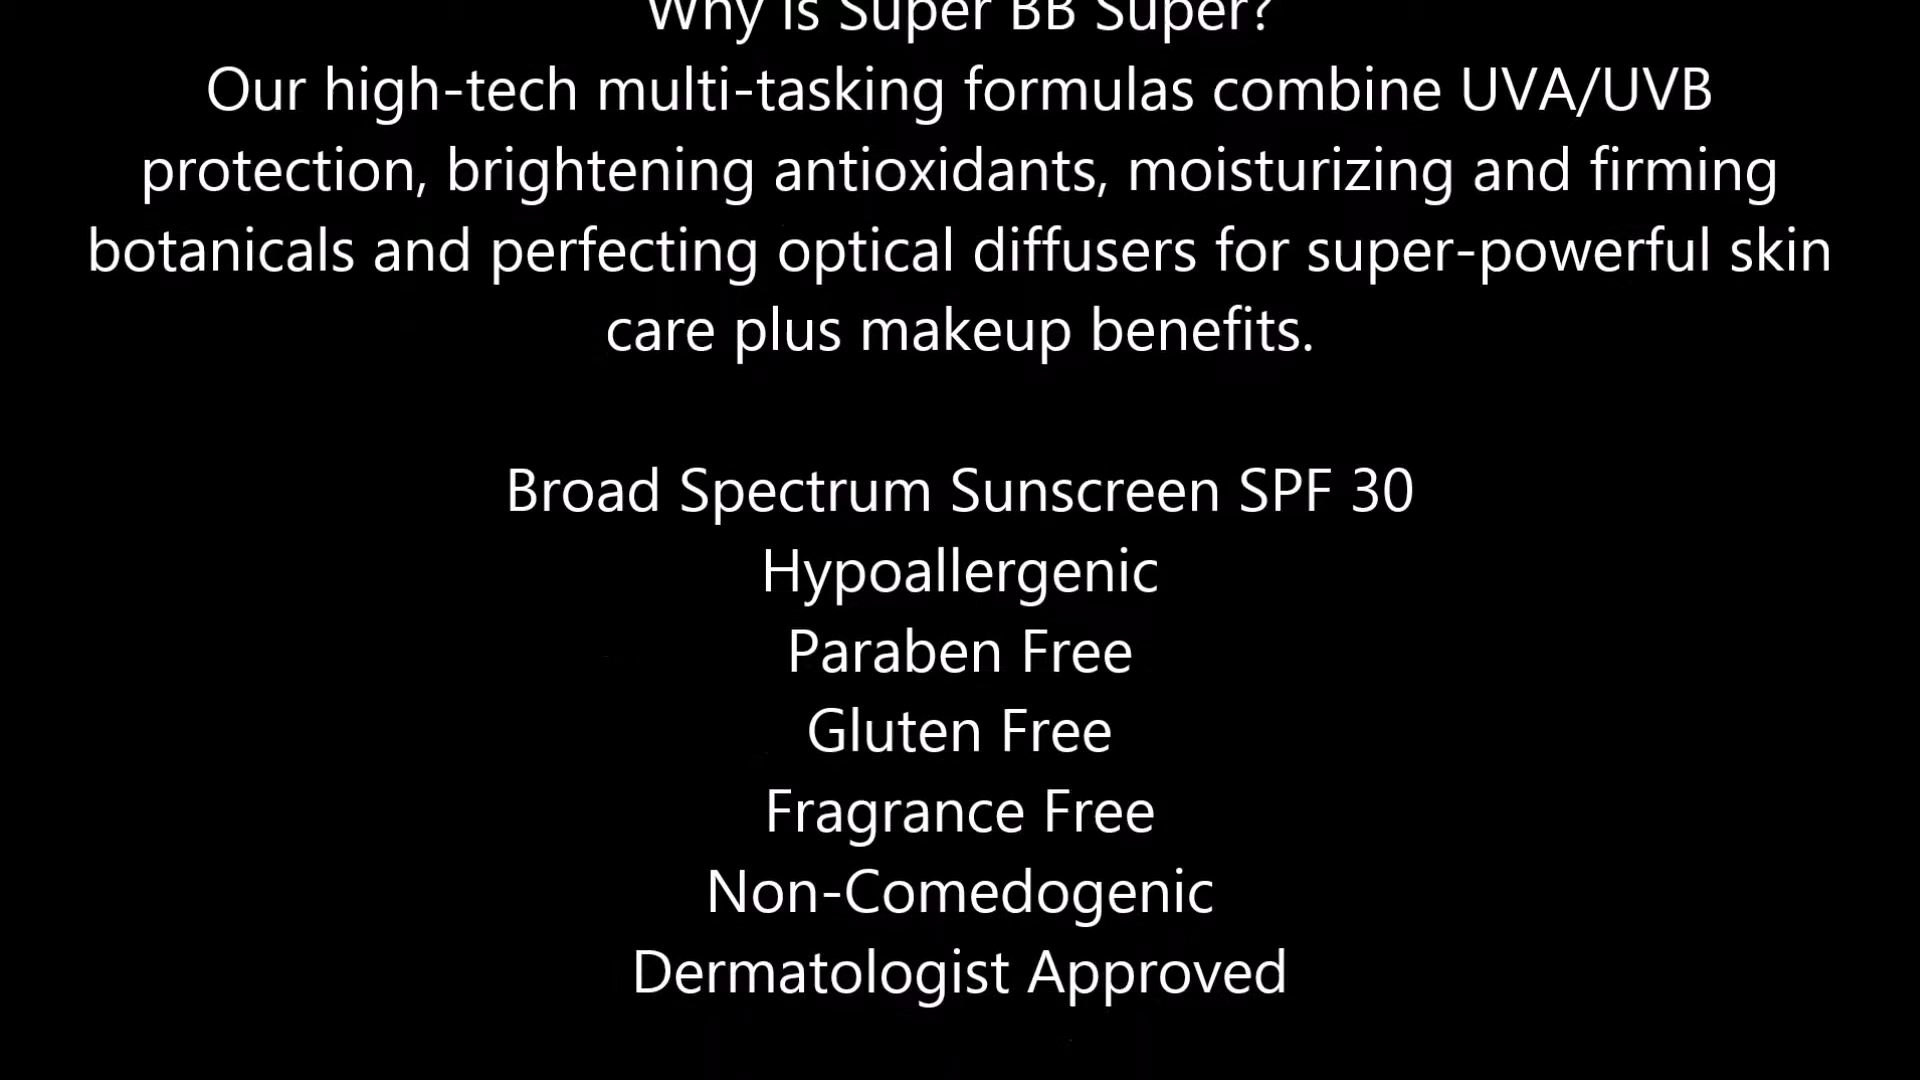 Why is Super BB Super?
Our high-tech multi-tasking formulas combine UVA/UVB
protection, brightening antioxidants, moisturizing and firming
botanicals and perfecting optical diffusers for super-powerful skin
care plus makeup benefits.
Broad Spectrum Sunscreen SPF 30
Hypoallergenic
Paraben Free
Gluten Free
Fragrance Free
Non-Comedogenic
Dermatologist Approved